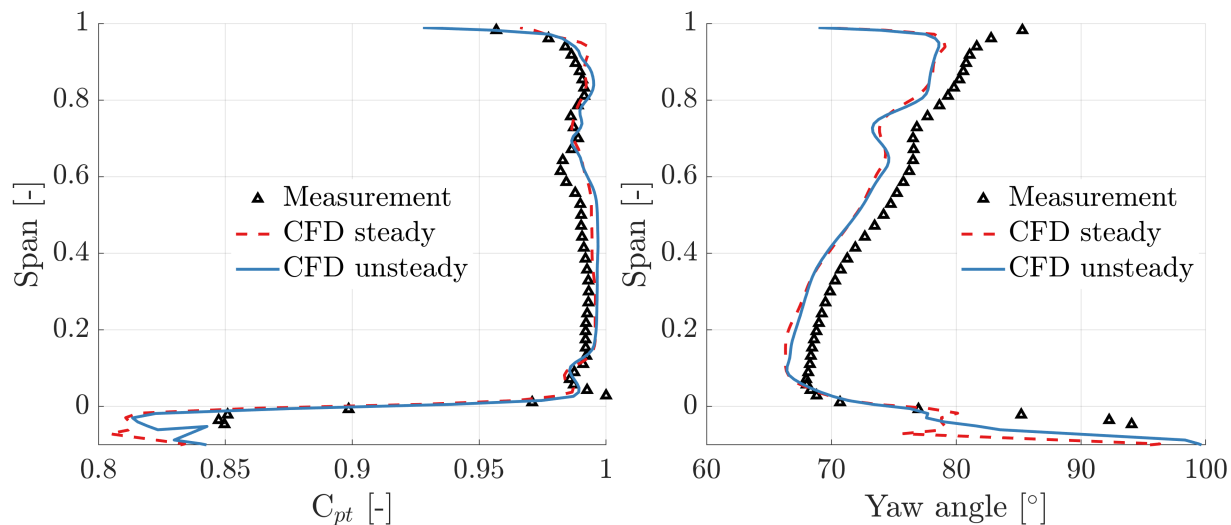 1
0.8
0.6
0.4
0.2
0
Span [-]
Measurement
CFD steady
CFD unsteady
0.8 0.85 0.9 0.95 1
C_pt [-]
1
0.8
0.6
0.4
0.2
0
Span [-]
Measurement
CFD steady
CFD unsteady
60 70 80 90 100
Yaw angle [°]